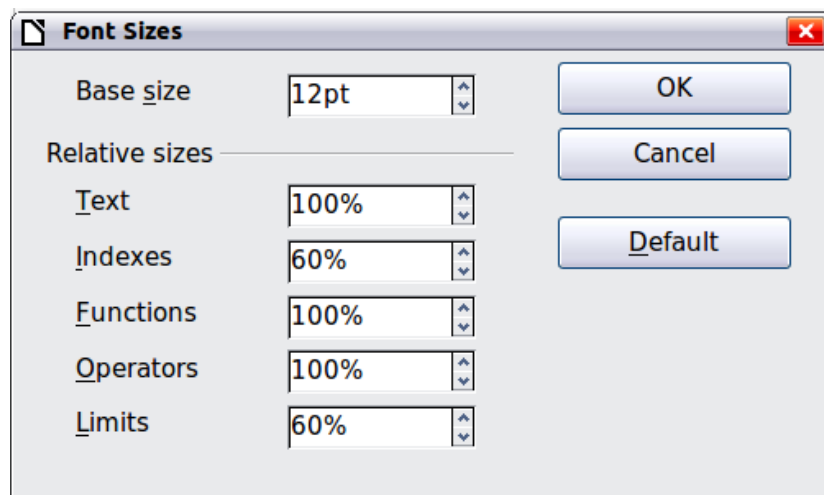 Font Sizes
Base size 12pt OK
Relative sizes Cancel
Text 100%
Default
Indexes 60%
Functions 100%
Operators 100%
Limits 60%